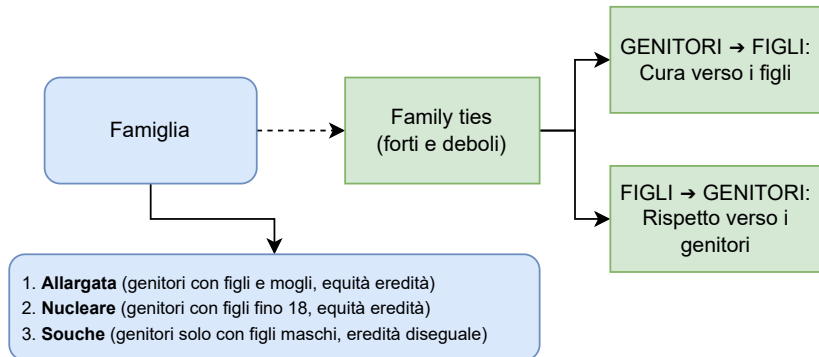 GENITORI ➔ FIGLI:
Cura verso i figli
Famiglia
Family ties
(forti e deboli)
FIGLI ➔ GENITORI:
Rispetto verso i
genitori
1. Allargata (genitori con figli e mogli, equità eredità)
2. Nucleare (genitori con figli fino 18, equità eredità)
3. Souche (genitori solo con figli maschi, eredità diseguale)